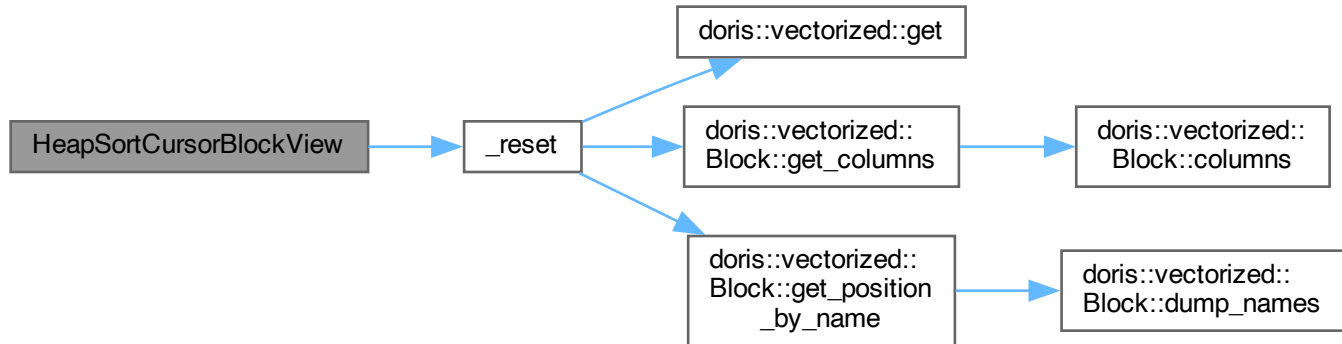 HeapSortCursorBlockView
_reset
doris::vectorized::get
doris::vectorized::
Block::get_columns
doris::vectorized::
Block::columns
doris::vectorized::
Block::get_position
_by_name
doris::vectorized::
Block::dump_names